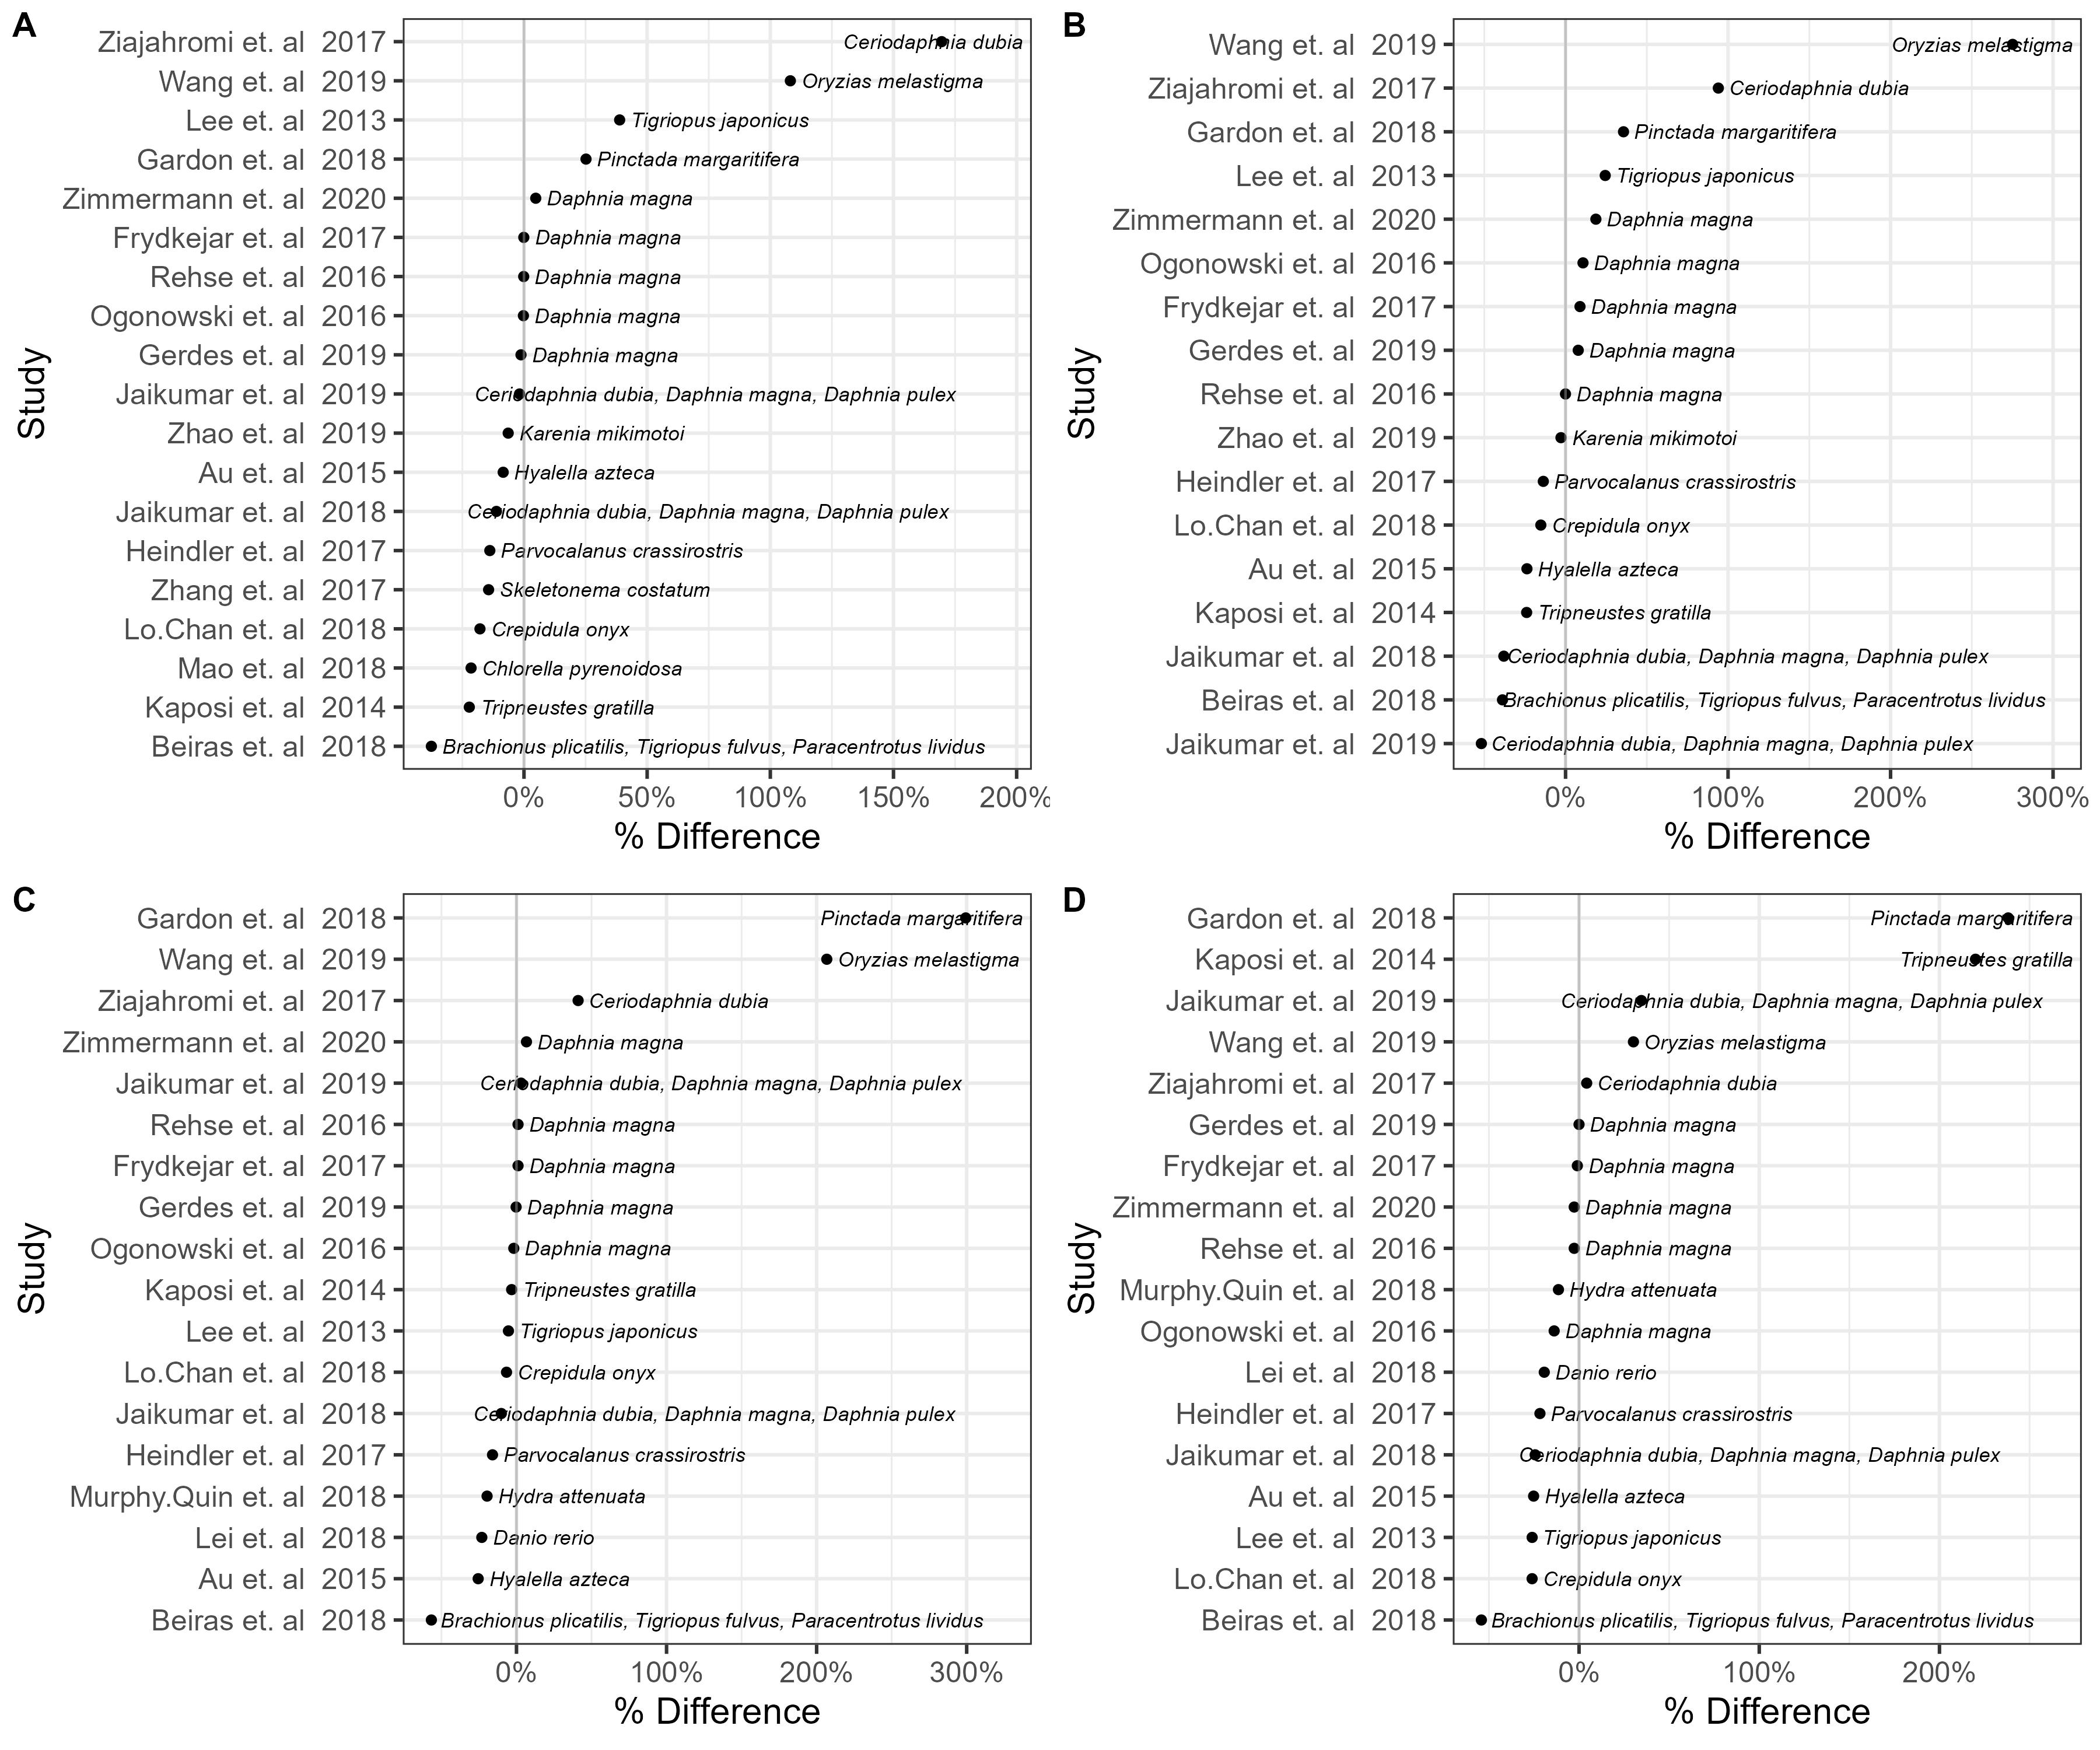 A
Study
Ziajahromi et. al 2017 Ceriodaphnia dubia
Wang et. al 2019 Oryzias melastigma
Lee et. al 2013 Tigriopus japonicus
Gardon et. al 2018 Pinctada margaritifera
Zimmermann et. al 2020 Daphnia magna
Frydkejar et. al 2017 Daphnia magna
Rehse et. al 2016 Daphnia magna
Ogonowski et. al 2016 Daphnia magna
Gerdes et. al 2019 Daphnia magna
Jaikumar et. al 2019 Ceriodaphnia dubia, Daphnia magna, Daphnia pulex
Zhao et. al 2019 Karenia mikimotoi
Au et. al 2015 Hyalella azteca
Jaikumar et. al 2018 Ceriodaphnia dubia, Daphnia magna, Daphnia pulex
Heindler et. al 2017 Parvocalanus crassirostris
Zhang et. al 2017 Skeletonema costatum
Lo.Chan et. al 2018 Crepidula onyx
Mao et. al 2018 Chlorella pyrenoidosa
Kaposi et. al 2014 Tripneustes gratilla
Beiras et. al 2018 Brachionus plicatilis, Tigriopus fulvus, Paracentrotus lividus
0% 50% 100% 150% 200%
% Difference
B
Study
Wang et. al 2019 Oryzias melastigma
Ziajahromi et. al 2017 Ceriodaphnia dubia
Gardon et. al 2018 Pinctada margaritifera
Lee et. al 2013 Tigriopus japonicus
Zimmermann et. al 2020 Daphnia magna
Ogonowski et. al 2016 Daphnia magna
Frydkejar et. al 2017 Daphnia magna
Gerdes et. al 2019 Daphnia magna
Rehse et. al 2016 Daphnia magna
Zhao et. al 2019 Karenia mikimotoi
Heindler et. al 2017 Parvocalanus crassirostris
Lo.Chan et. al 2018 Crepidula onyx
Au et. al 2015 Hyalella azteca
Kaposi et. al 2014 Tripneustes gratilla
Jaikumar et. al 2018 Ceriodaphnia dubia, Daphnia magna, Daphnia pulex
Beiras et. al 2018 Brachionus plicatilis, Tigriopus fulvus, Paracentrotus lividus
Jaikumar et. al 2019 Ceriodaphnia dubia, Daphnia magna, Daphnia pulex
0% 100% 200% 300%
% Difference
C
Study
Gardon et. al 2018 Pinctada margaritifera
Wang et. al 2019 Oryzias melastigma
Ziajahromi et. al 2017 Ceriodaphnia dubia
Zimmermann et. al 2020 Daphnia magna
Jaikumar et. al 2019 Ceriodaphnia dubia, Daphnia magna, Daphnia pulex
Rehse et. al 2016 Daphnia magna
Frydkejar et. al 2017 Daphnia magna
Gerdes et. al 2019 Daphnia magna
Ogonowski et. al 2016 Daphnia magna
Kaposi et. al 2014 Tripneustes gratilla
Lee et. al 2013 Tigriopus japonicus
Lo.Chan et. al 2018 Crepidula onyx
Jaikumar et. al 2018 Ceriodaphnia dubia, Daphnia magna, Daphnia pulex
Heindler et. al 2017 Parvocalanus crassirostris
Murphy.Quin et. al 2018 Hydra attenuata
Lei et. al 2018 Danio rerio
Au et. al 2015 Hyalella azteca
Beiras et. al 2018 Brachionus plicatilis, Tigriopus fulvus, Paracentrotus lividus
0% 100% 200% 300%
% Difference
D
Study
Gardon et. al 2018 Pinctada margaritifera
Kaposi et. al 2014 Tripneustes gratilla
Jaikumar et. al 2019 Ceriodaphnia dubia, Daphnia magna, Daphnia pulex
Wang et. al 2019 Oryzias melastigma
Ziajahromi et. al 2017 Ceriodaphnia dubia
Gerdes et. al 2019 Daphnia magna
Frydkejar et. al 2017 Daphnia magna
Zimmermann et. al 2020 Daphnia magna
Rehse et. al 2016 Daphnia magna
Murphy.Quin et. al 2018 Hydra attenuata
Ogonowski et. al 2016 Daphnia magna
Lei et. al 2018 Danio rerio
Heindler et. al 2017 Parvocalanus crassirostris
Jaikumar et. al 2018 Ceriodaphnia dubia, Daphnia magna, Daphnia pulex
Au et. al 2015 Hyalella azteca
Lee et. al 2013 Tigriopus japonicus
Lo.Chan et. al 2018 Crepidula onyx
Beiras et. al 2018 Brachionus plicatilis, Tigriopus fulvus, Paracentrotus lividus
0% 100% 200%
% Difference